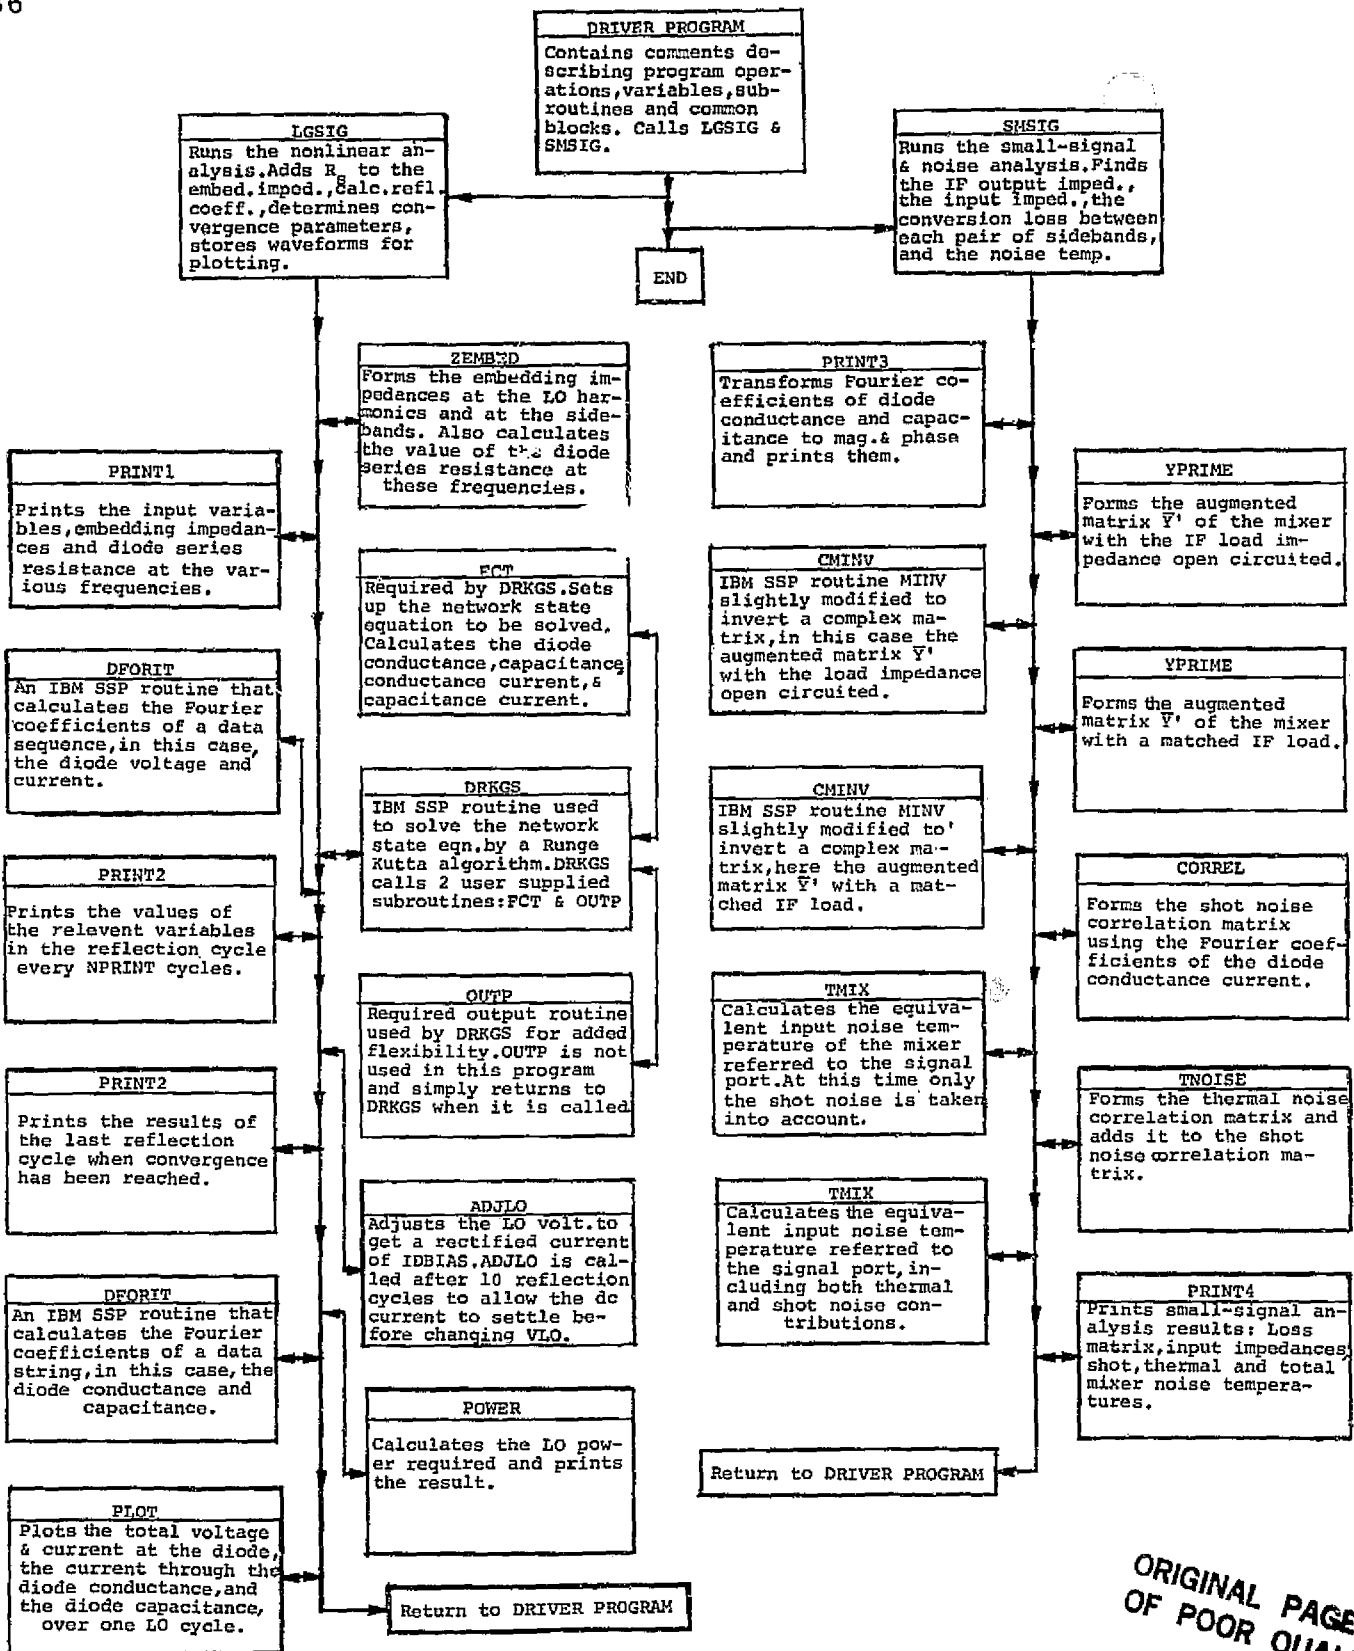 DRIVER PROGRAM
Contains comments de-
scribing program oper-
ations,variables,sub-
routines and common
blocks. Calls LGSIG &
SMSIG.
LGSIG
Runs the nonlinear an-
alysis.Adds Rs to the
embed.imped.,calc.refl.
coeff.,determines con-
vergence parameters,
stores waveforms for
plotting.
SMSIG
Runs the small-signal
& noise analysis.Finds
the IF output imped.,
the input imped.,the
conversion loss between
each pair of sidebands,
and the noise temp.
END
ZEMBED
Forms the embedding im-
pedances at the LO har-
monics and at the side-
bands. Also calculates
the value of the diode
series resistance at
these frequencies.
PRINT3
Transforms Fourier co-
efficients of diode
conductance and capac-
itance to mag.& phase
and prints them.
PRINT1
Prints the input varia-
bles,embedding impedan-
ces and diode series
resistance at the var-
ious frequencies.
YPRIME
Forms the augmented
matrix Y̅' of the mixer
with the IF load im-
pedance open circuited.
FCT
Required by DRKGS.Sets
up the network state
equation to be solved.
Calculates the diode
conductance,capacitance,
conductance current,&
capacitance current.
CMINV
IBM SSP routine MINV
slightly modified to
invert a complex ma-
trix,in this case the
augmented matrix Y̅'
with the load impedance
open circuited.
DFORIT
An IBM SSP routine that
calculates the Fourier
coefficients of a data
sequence,in this case,
the diode voltage and
current.
YPRIME
Forms the augmented
matrix Y̅' of the mixer
with a matched IF load.
DRKGS
IBM SSP routine used
to solve the network
state eqn.by a Runge
Kutta algorithm.DRKGS
calls 2 user supplied
subroutines:FCT & OUTP
CMINV
IBM SSP routine MINV
slightly modified to'
invert a complex ma-
trix,here the augmented
matrix Y̅' with a mat-
ched IF load.
PRINT2
Prints the values of
the relevent variables
in the reflection cycle
every NPRINT cycles.
CORREL
Forms the shot noise
correlation matrix
using the Fourier coef-
ficients of the diode
conductance current.
OUTP
Required output routine
used by DRKGS for added
flexibility.OUTP is not
used in this program
and simply returns to
DRKGS when it is called
TMIX
Calculates the equiva-
lent input noise tem-
perature of the mixer
referred to the signal
port.At this time only
the shot noise is taken
into account.
PRINT2
Prints the results of
the last reflection
cycle when convergence
has been reached.
TNOISE
Forms the thermal noise
correlation matrix and
adds it to the shot
noise correlation ma-
trix.
ADJLO
Adjusts the LO volt.to
get a rectified current
of IDBIAS.ADJLO is cal-
led after 10 reflection
cycles to allow the dc
current to settle be-
fore changing VLO.
TMIX
Calculates the equiva-
lent input noise tem-
perature referred to
the signal port,in-
cluding both thermal
and shot noise con-
tributions.
DFORIT
An IBM SSP routine that
calculates the Fourier
coefficients of a data
string,in this case,the
diode conductance and
capacitance.
PRINT4
Prints small-signal an-
alysis results: Loss
matrix,input impedances,
shot,thermal and total
mixer noise tempera-
tures.
POWER
Calculates the LO pow-
er required and prints
the result.
Return to DRIVER PROGRAM
PLOT
Plots the total voltage
& current at the diode,
the current through the
diode conductance,and
the diode capacitance,
over one LO cycle.
Return to DRIVER PROGRAM
ORIGINAL PAGE
OF POOR